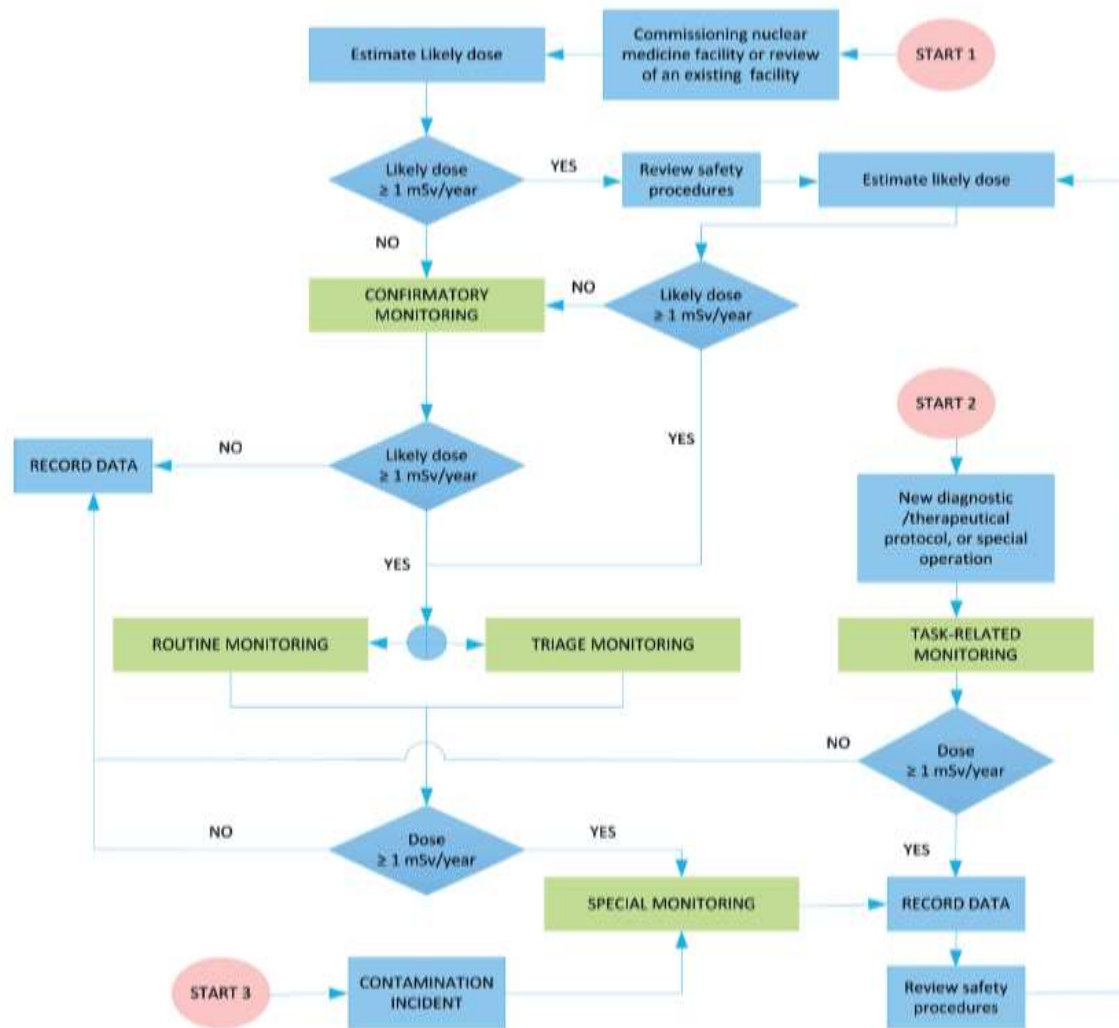 Commissioning nuclear
medicine facility or review
of an existing facility
START 1
Estimate Likely dose
Likely dose
≥ 1 mSv/year
YES
Review safety
procedures
Estimate likely dose
NO
CONFIRMATORY
MONITORING
NO
Likely dose
≥ 1 mSv/year
START 2
YES
RECORD DATA
NO
Likely dose
≥ 1 mSv/year
New diagnostic
/therapeutical
protocol, or special
operation
YES
ROUTINE MONITORING
TRIAGE MONITORING
TASK-RELATED
MONITORING
NO
Dose
≥ 1 mSv/year
NO
Dose
≥ 1 mSv/year
YES
YES
SPECIAL MONITORING
RECORD DATA
START 3
CONTAMINATION
INCIDENT
Review safety
procedures